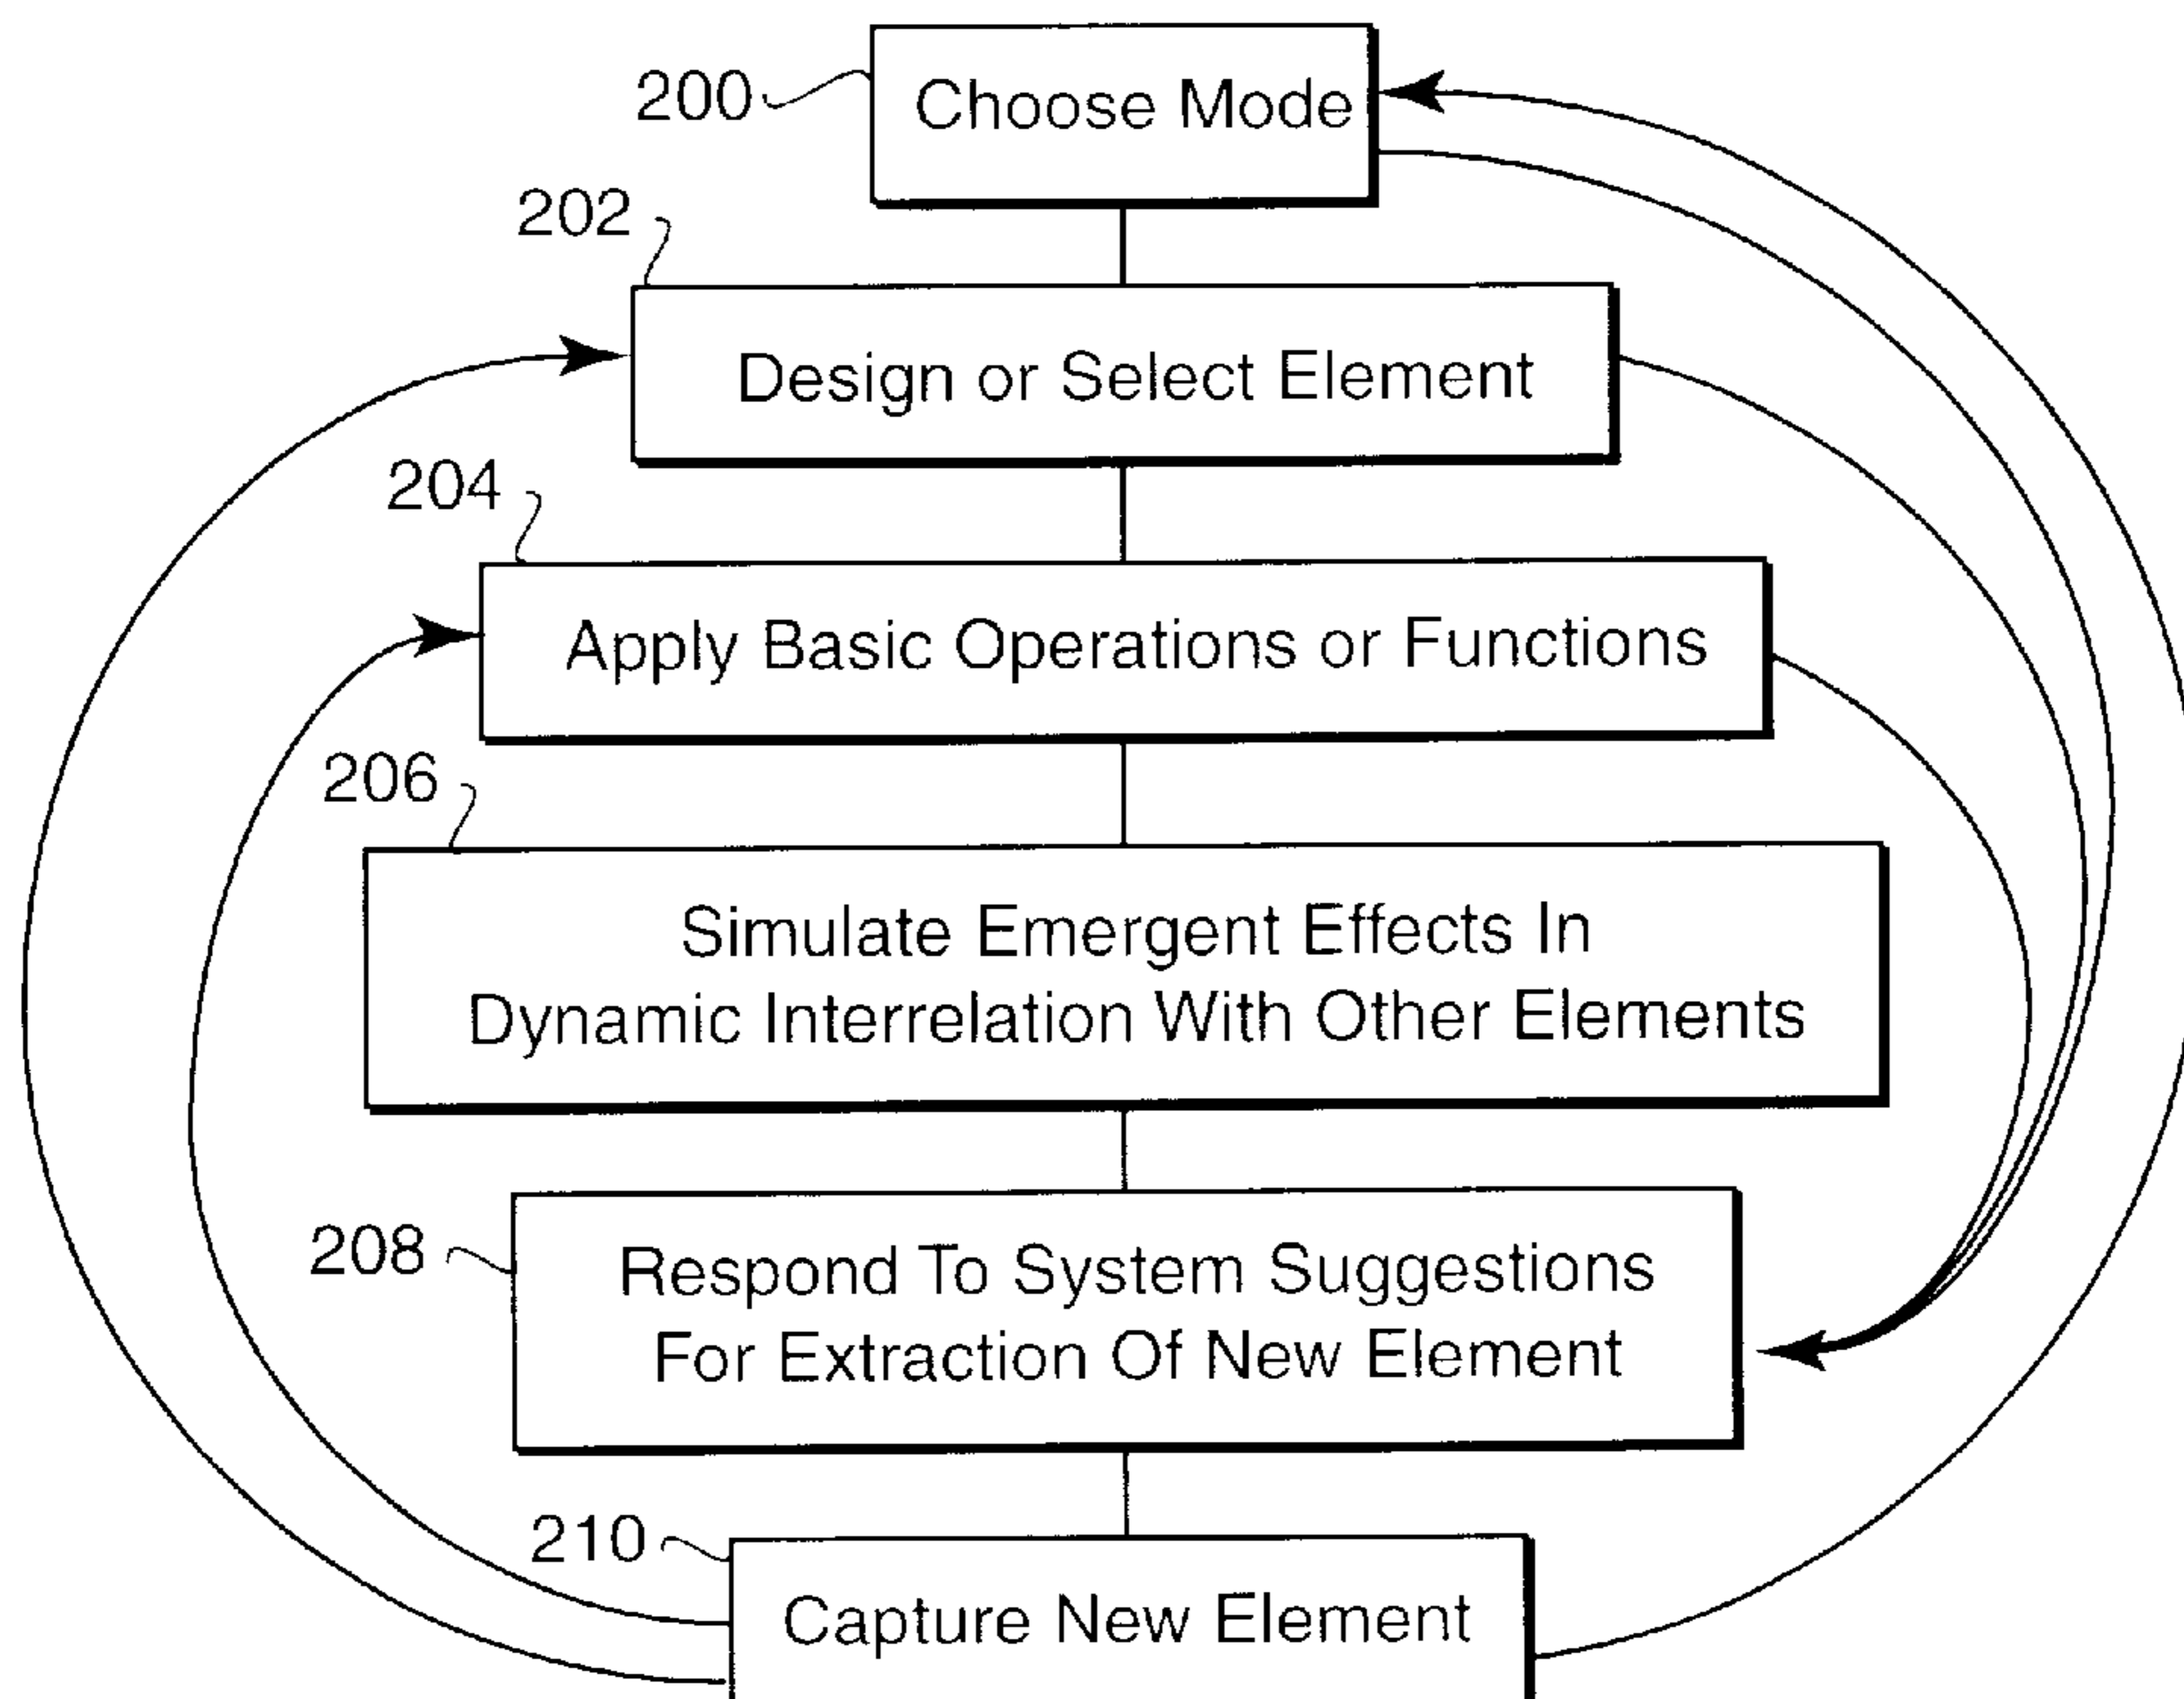 200
Choose Mode
202
Design or Select Element
204
Apply Basic Operations or Functions
206
Simulate Emergent Effects In
Dynamic Interrelation With Other Elements
208
Respond To System Suggestions
For Extraction Of New Element
210
Capture New Element